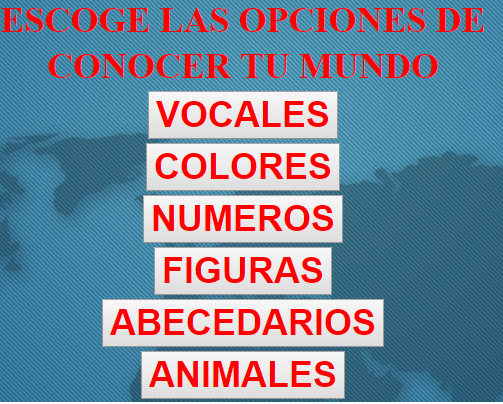 ESCOGE LAS OPCIONES DE
CONOCER TU MUNDO
VOCALES
COLORES
NUMEROS
FIGURAS
ABECEDARIOS
ANIMALES